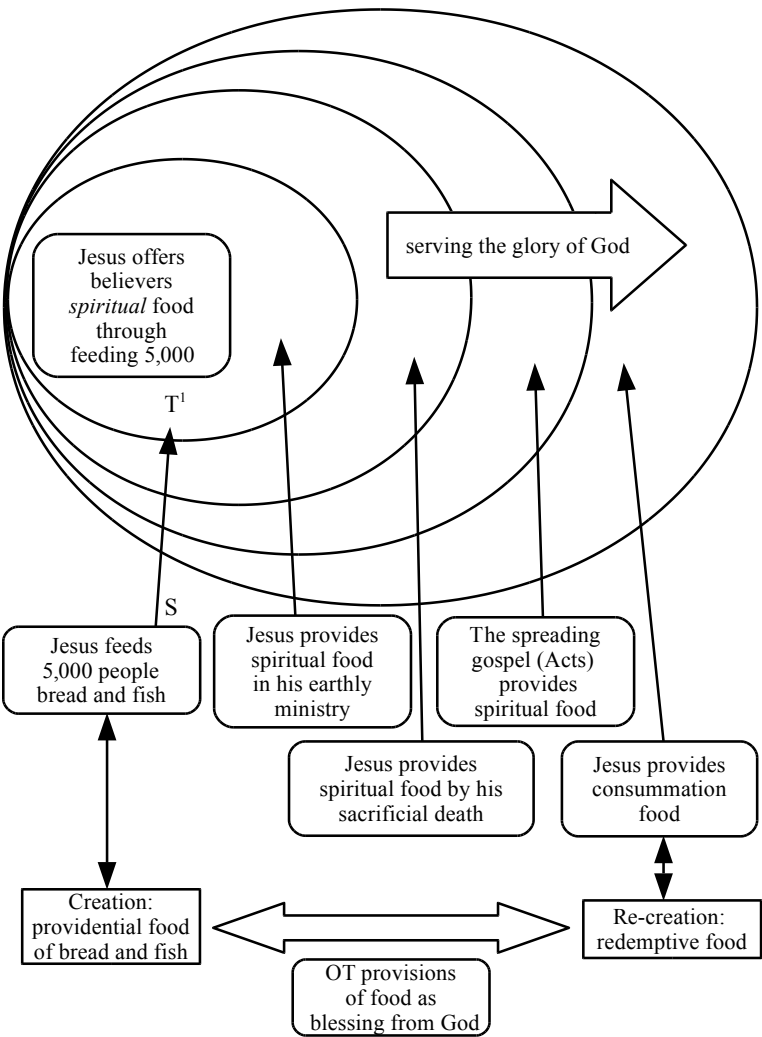 Jesus offers
believers
spiritual food
through
feeding 5,000
serving the glory of God
T¹
S
Jesus feeds
5,000 people
bread and fish
Jesus provides
spiritual food
in his earthly
ministry
The spreading
gospel (Acts)
provides
spiritual food
Jesus provides
spiritual food by his
sacrificial death
Jesus provides
consummation
food
Creation:
providential food
of bread and fish
Re-creation:
redemptive food
OT provisions
of food as
blessing from God